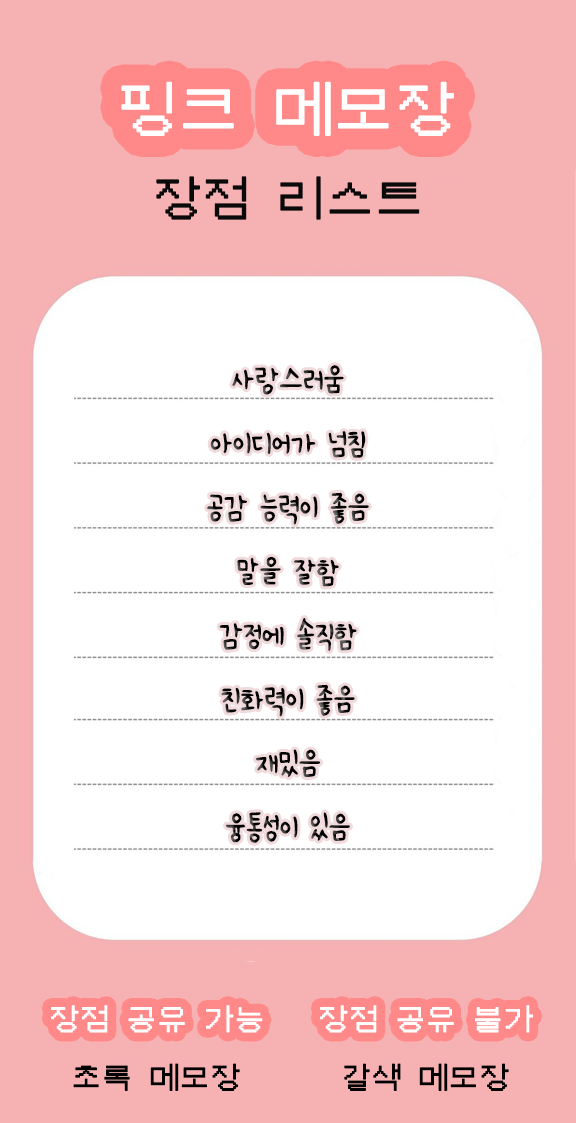 핑크 메모장
장점 리스트
사랑스러움
아이디어가 넘침
공감 능력이 좋음
말을 잘함
감정에 솔직함
친화력이 좋음
재밌음
융통성이 있음
장점 공유 가능 장점 공유 불가
초록 메모장 갈색 메모장